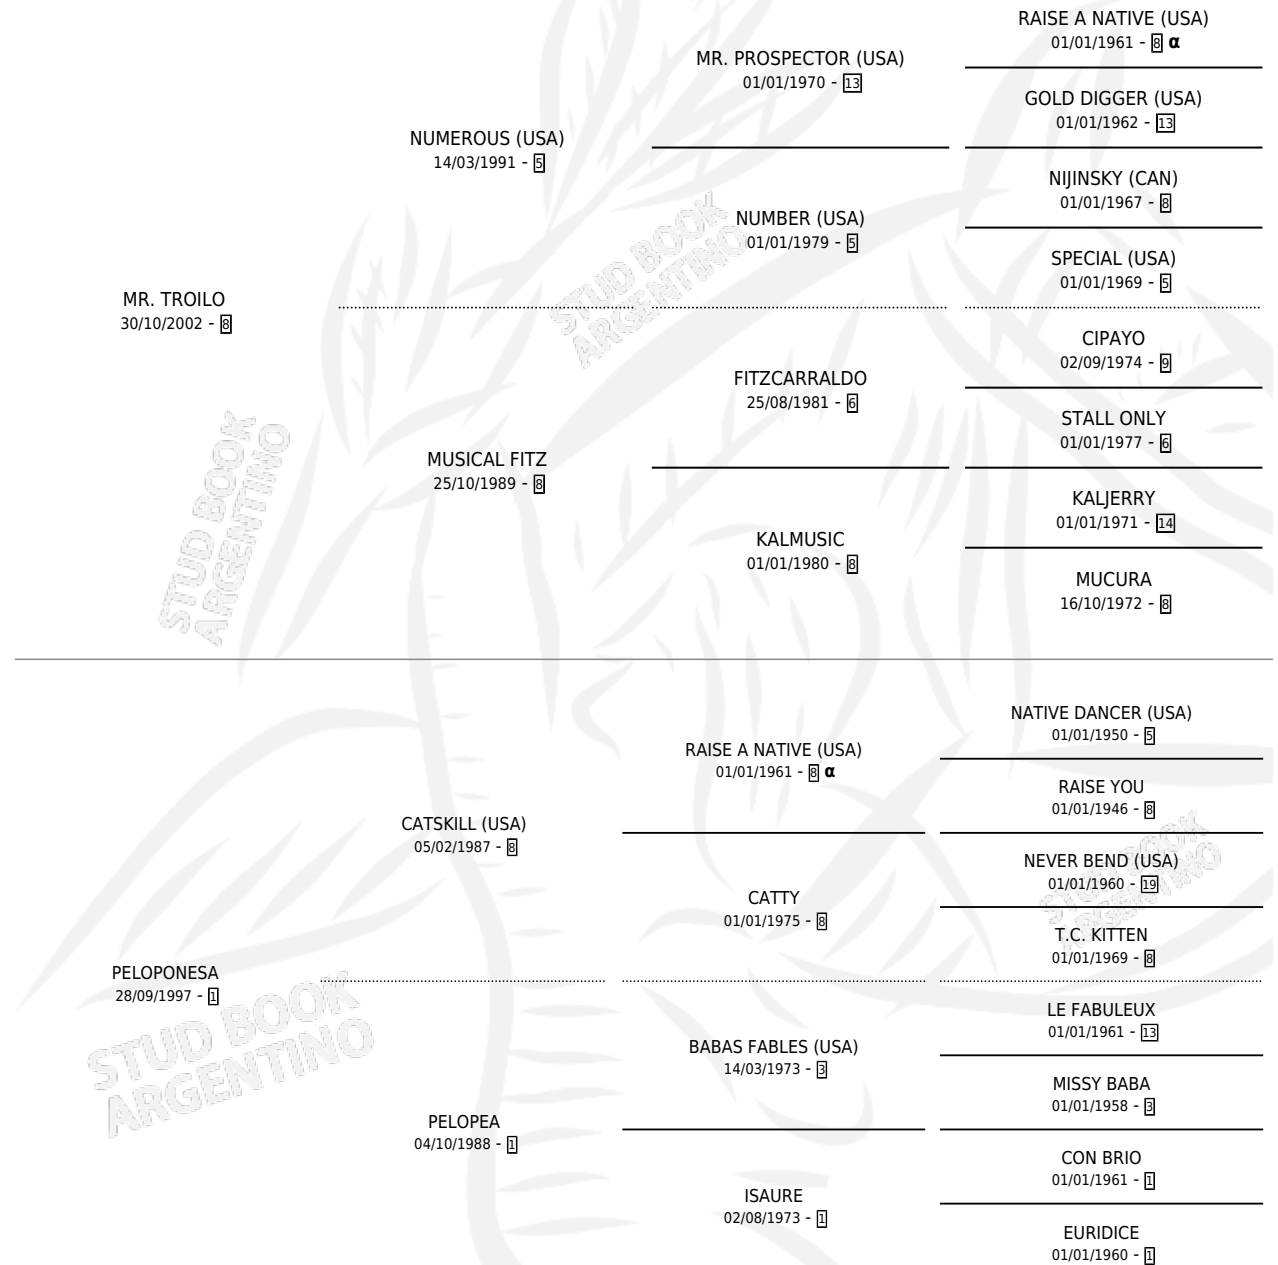 RAISE A NATIVE (USA)
01/01/1961 - 8 α
MR. PROSPECTOR (USA)
01/01/1970 - 13
GOLD DIGGER (USA)
01/01/1962 - 13
NUMEROUS (USA)
14/03/1991 - 5
NIJINSKY (CAN)
01/01/1967 - 8
NUMBER (USA)
01/01/1979 - 5
SPECIAL (USA)
01/01/1969 - 5
MR. TROILO
30/10/2002 - 8
CIPAYO
02/09/1974 - 9
FITZCARRALDO
25/08/1981 - 6
STALL ONLY
01/01/1977 - 6
MUSICAL FITZ
25/10/1989 - 8
KALJERRY
01/01/1971 - 14
KALMUSIC
01/01/1980 - 8
MUCURA
16/10/1972 - 8
NATIVE DANCER (USA)
01/01/1950 - 5
RAISE A NATIVE (USA)
01/01/1961 - 8 α
RAISE YOU
01/01/1946 - 8
CATSKILL (USA)
05/02/1987 - 8
NEVER BEND (USA)
01/01/1960 - 19
CATTY
01/01/1975 - 8
T.C. KITTEN
01/01/1969 - 8
PELOPONESA
28/09/1997 - 1
LE FABULEUX
01/01/1961 - 13
BABAS FABLES (USA)
14/03/1973 - 3
MISSY BABA
01/01/1958 - 3
PELOPEA
04/10/1988 - 1
CON BRIO
01/01/1961 - 1
ISAURE
02/08/1973 - 1
EURIDICE
01/01/1960 - 1
STUD BOOK
ARGENTINO
STUD BOOK
ARGENTINO
STUD BOOK
ARGENTINO
STUD BOOK
ARGENTINO